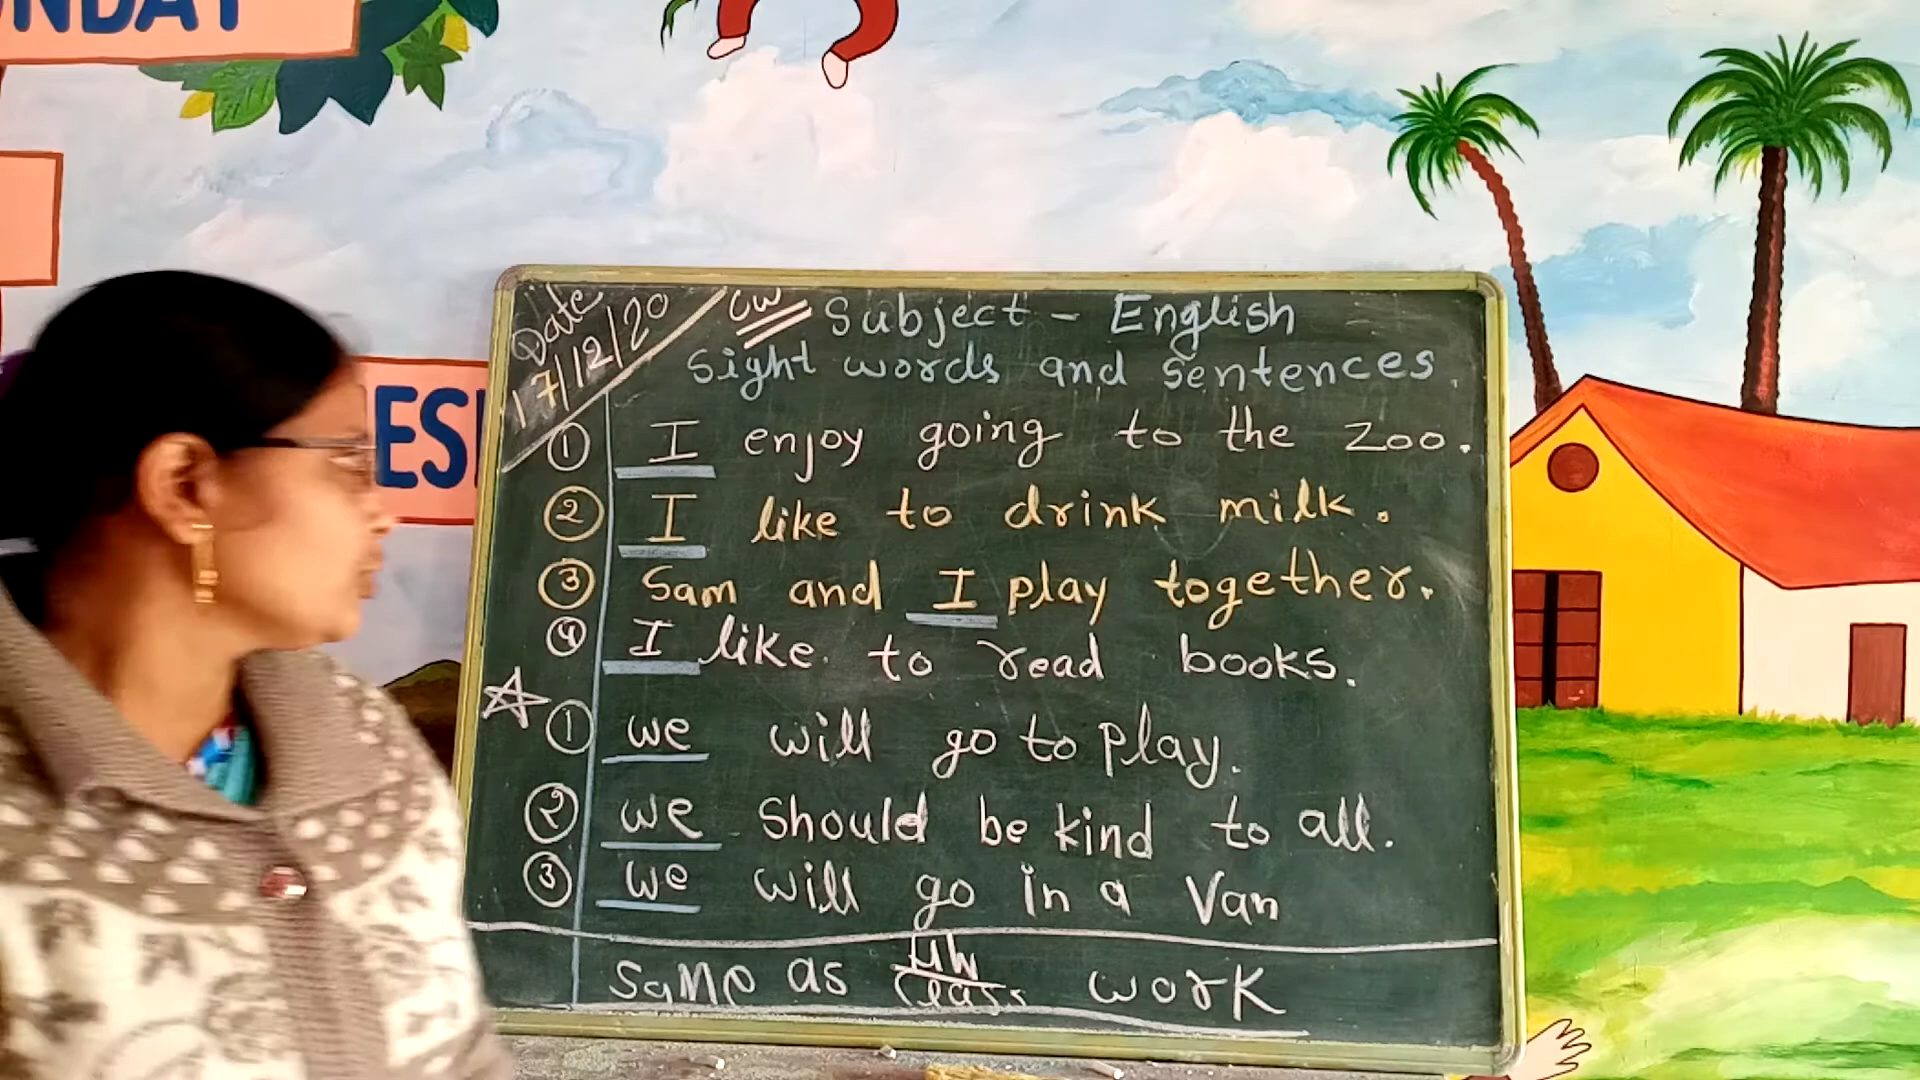 NDAY
ESD
Date
17/12/20
CW
Subject - English
Sight words and sentences.
① I enjoy going to the zoo.
② I like to drink milk.
③ Sam and I play together.
④ I like to read books.
① we will go to play.
② we should be kind to all.
③ we will go in a Van
HW
Same as class work